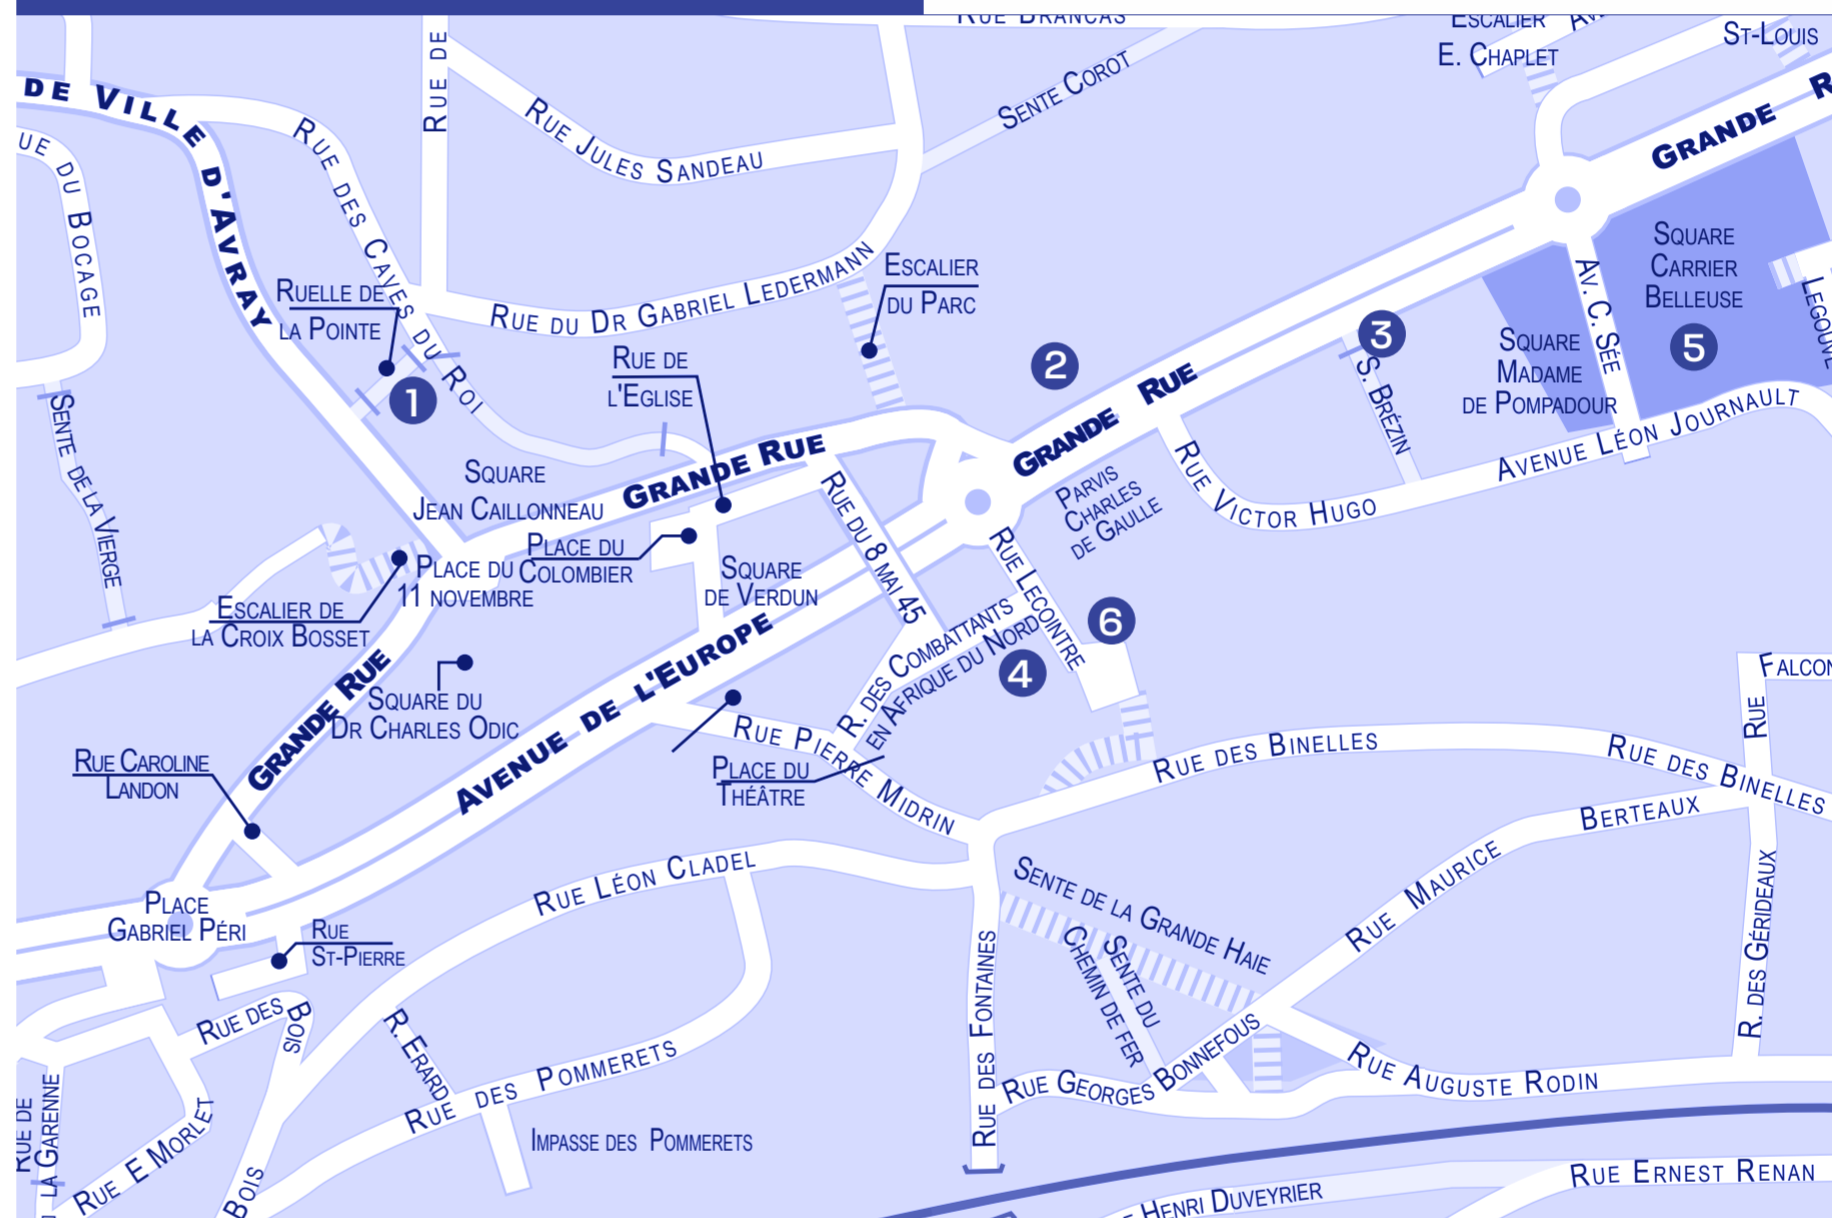 RUE BRANCAS
ESCALIER
E. CHAPLET
AV
ST-LOUIS
DE VILLE D'AVRAY
RUE DE
RUE JULES SANDEAU
SENTE COROT
GRANDE R
UE DU BOCAGE
RUE DES CAVES DU ROI
RUELLE DE
LA POINTE
RUE DU DR GABRIEL LEDERMANN
ESCALIER
DU PARC
SQUARE
CARRIER
BELLEUSE
5
AV. C. SÉE
LEGOUVÉ
1
RUE DE
L'EGLISE
2
3
S. BRÉZIN
SQUARE
MADAME
DE POMPADOUR
GRANDE RUE
AVENUE LÉON JOURNAULT
SENTE DE LA VIERGE
SQUARE
JEAN CAILLONNEAU
GRANDE RUE
RUE VICTOR HUGO
PARVIS
CHARLES
DE GAULLE
PLACE DU
11 NOVEMBRE
PLACE DU
COLOMBIER
SQUARE
DE VERDUN
RUE DU 8 MAI 45
RUE LECOINTRE
ESCALIER DE
LA CROIX BOSSET
6
4
R. DES COMBATTANTS
EN AFRIQUE DU NORD
GRANDE RUE
SQUARE DU
DR CHARLES ODIC
AVENUE DE L'EUROPE
FALCON
RUE
RUE CAROLINE
LANDON
RUE PIERRE MIDRIN
PLACE DU
THÉÂTRE
RUE DES BINELLES
RUE DES BINELLES
BERTEAUX
RUE MAURICE
RUE LÉON CLADEL
SENTE DE LA GRANDE HAIE
R. DES GÉRIDEAUX
PLACE
GABRIEL PÉRI
RUE
ST-PIERRE
SENTE DU
CHEMIN DE FER
RUE DES FONTAINES
RUE DES
BOIS
R. ERARD
RUE DES POMMERETS
RUE GEORGES BONNEFOUS
RUE AUGUSTE RODIN
RUE DE
LA GARENNE
RUE E MORLET
IMPASSE DES POMMERETS
BOIS
HENRI DUVEYRIER
RUE ERNEST RENAN